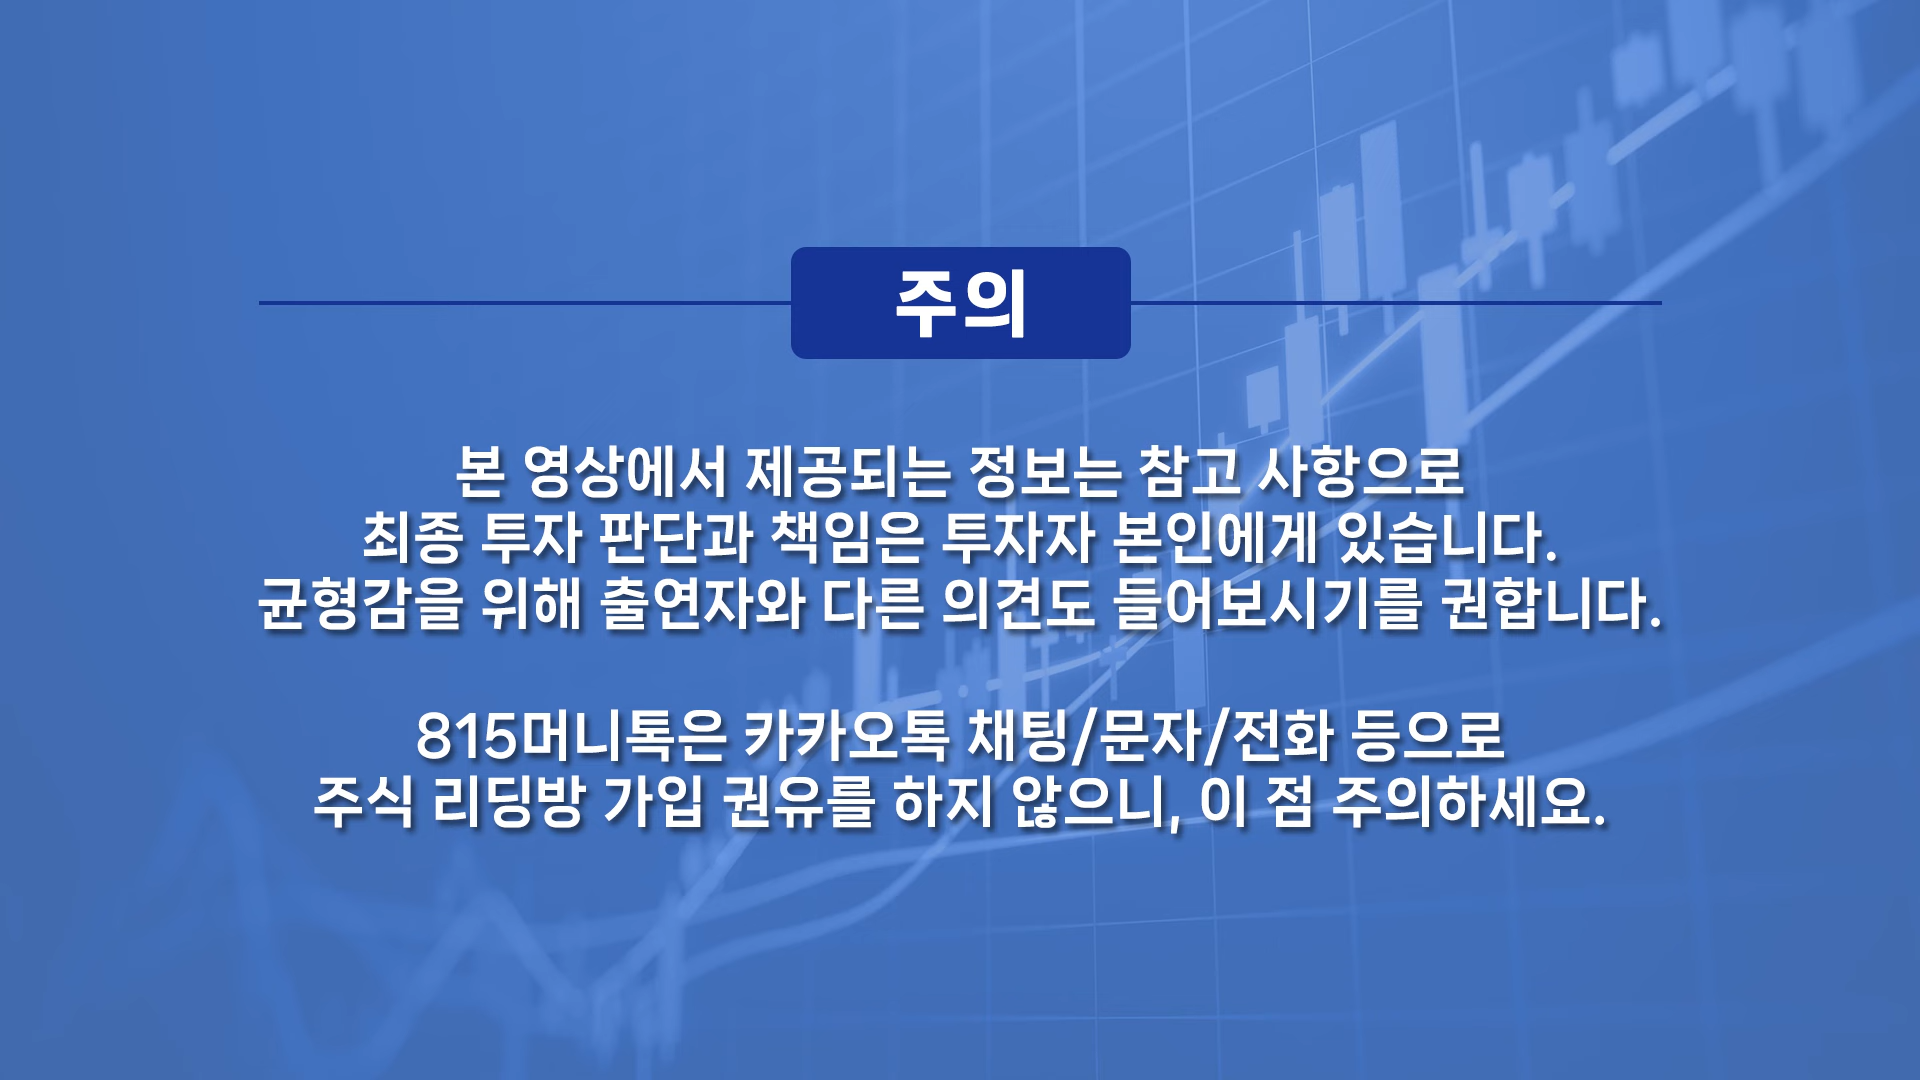 주의
본 영상에서 제공되는 정보는 참고 사항으로
최종 투자 판단과 책임은 투자자 본인에게 있습니다.
균형감을 위해 출연자와 다른 의견도 들어보시기를 권합니다.
815머니톡은 카카오톡 채팅/문자/전화 등으로
주식 리딩방 가입 권유를 하지 않으니, 이 점 주의하세요.